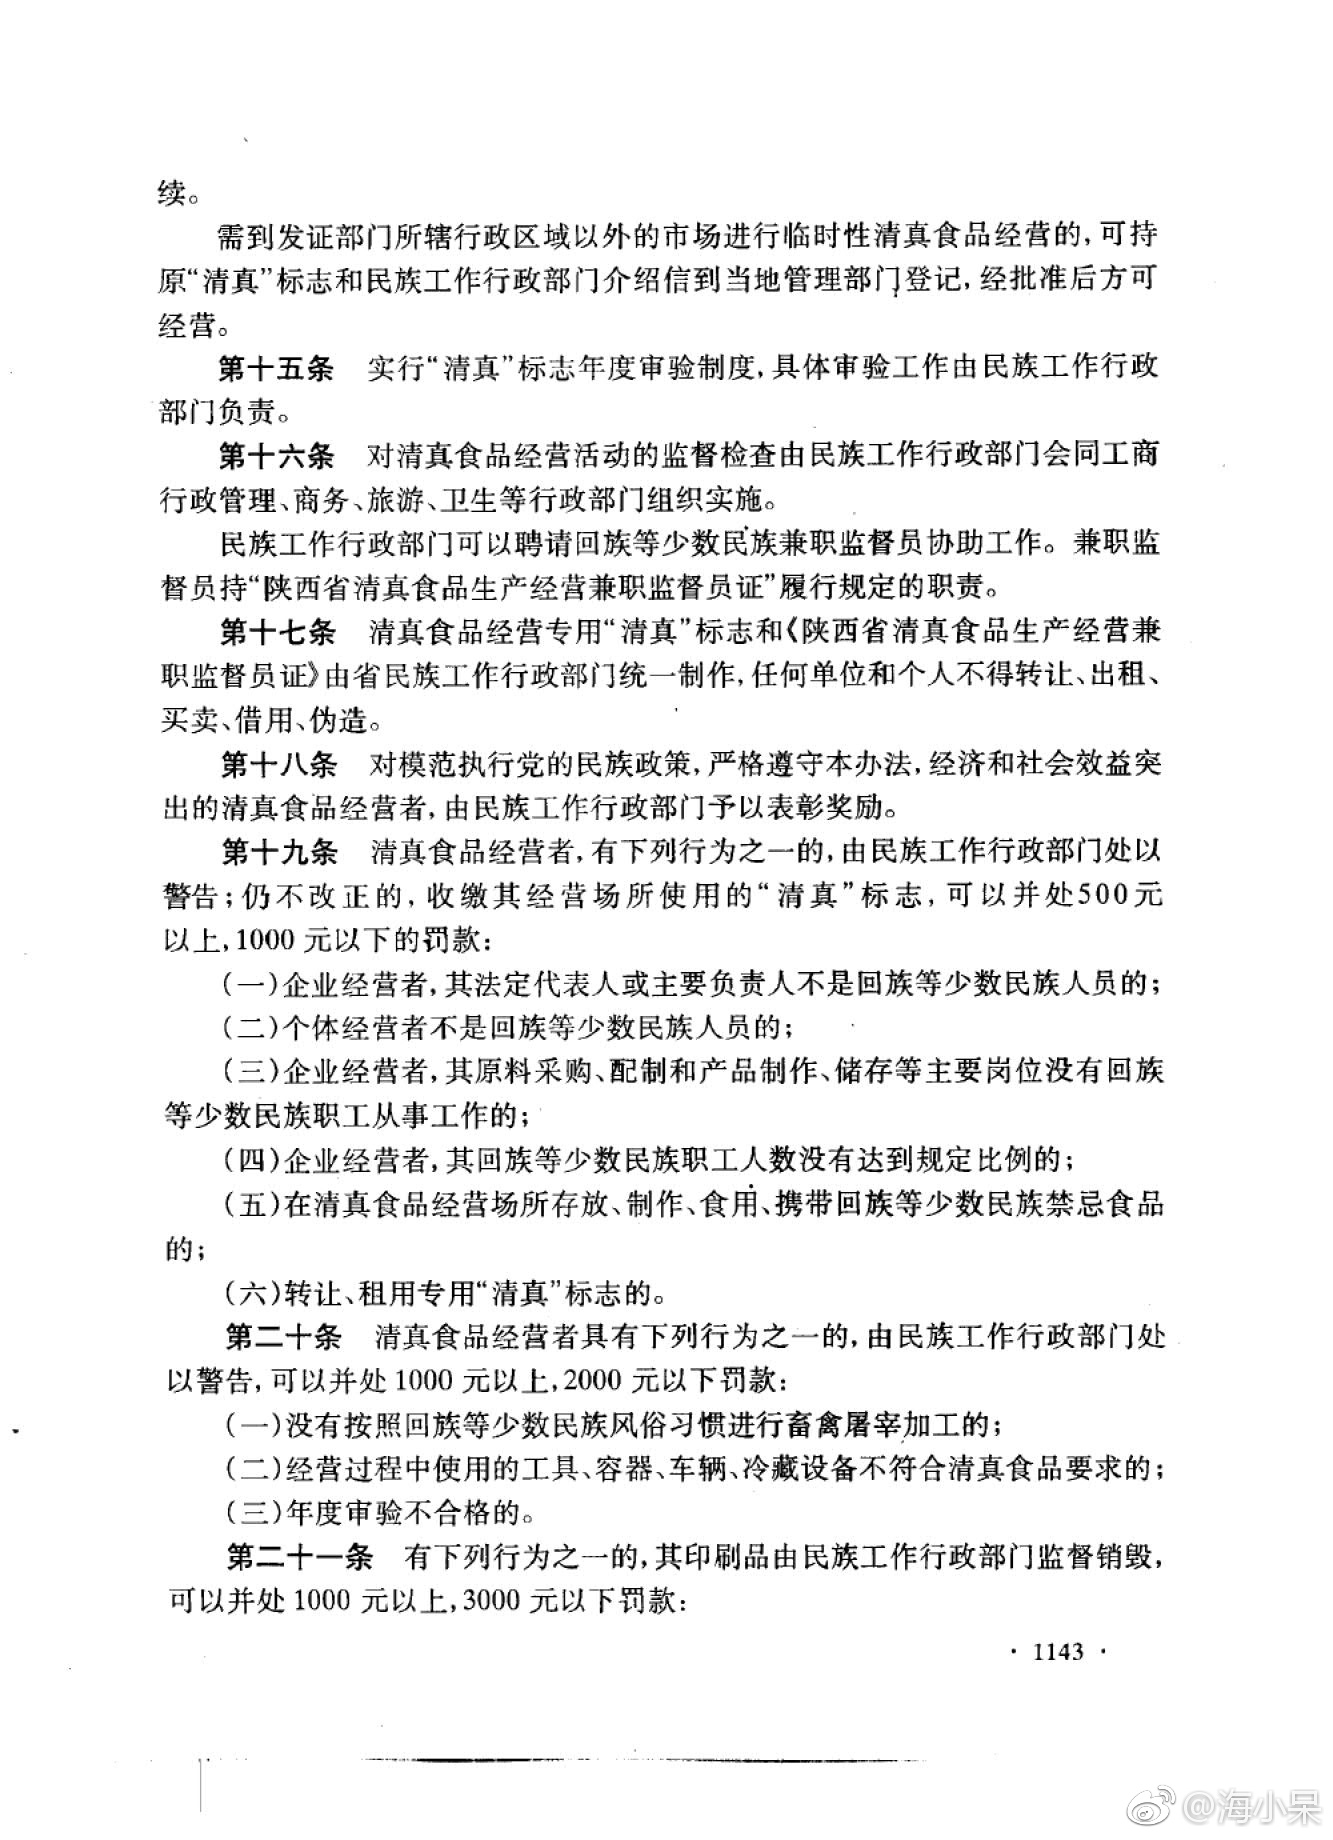 续。
需到发证部门所辖行政区域以外的市场进行临时性清真食品经营的,可持
原“清真”标志和民族工作行政部门介绍信到当地管理部门登记,经批准后方可
经营。
第十五条 实行“清真”标志年度审验制度,具体审验工作由民族工作行政
部门负责。
第十六条 对清真食品经营活动的监督检查由民族工作行政部门会同工商
行政管理、商务、旅游、卫生等行政部门组织实施。
民族工作行政部门可以聘请回族等少数民族兼职监督员协助工作。兼职监
督员持“陕西省清真食品生产经营兼职监督员证”履行规定的职责。
第十七条 清真食品经营专用“清真”标志和《陕西省清真食品生产经营兼
职监督员证》由省民族工作行政部门统一制作,任何单位和个人不得转让、出租、
买卖、借用、伪造。
第十八条 对模范执行党的民族政策,严格遵守本办法,经济和社会效益突
出的清真食品经营者,由民族工作行政部门予以表彰奖励。
第十九条 清真食品经营者,有下列行为之一的,由民族工作行政部门处以
警告;仍不改正的,收缴其经营场所使用的“清真”标志,可以并处500元
以上,1000 元以下的罚款:
(一)企业经营者,其法定代表人或主要负责人不是回族等少数民族人员的;
(二)个体经营者不是回族等少数民族人员的;
(三)企业经营者,其原料采购、配制和产品制作、储存等主要岗位没有回族
等少数民族职工从事工作的;
(四)企业经营者,其回族等少数民族职工人数没有达到规定比例的;
(五)在清真食品经营场所存放、制作、食用、携带回族等少数民族禁忌食品
的;
(六)转让、租用专用“清真”标志的。
第二十条 清真食品经营者具有下列行为之一的,由民族工作行政部门处
以警告,可以并处 1000 元以上,2000 元以下罚款:
(一)没有按照回族等少数民族风俗习惯进行畜禽屠宰加工的;
(二)经营过程中使用的工具、容器、车辆、冷藏设备不符合清真食品要求的;
(三)年度审验不合格的。
第二十一条 有下列行为之一的,其印刷品由民族工作行政部门监督销毁,
可以并处 1000 元以上,3000 元以下罚款:
· 1143 ·
@海小呆